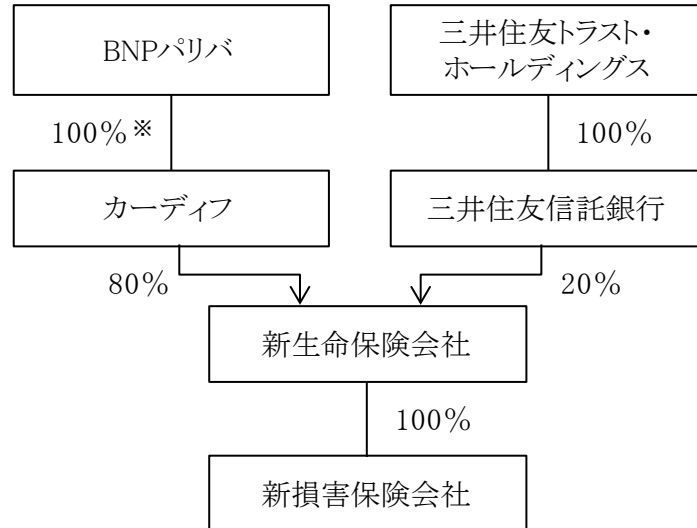 BNPパリバ
三井住友トラスト・
ホールディングス
100%※
100%
カーディフ
三井住友信託銀行
80%
20%
新生命保険会社
100%
新損害保険会社